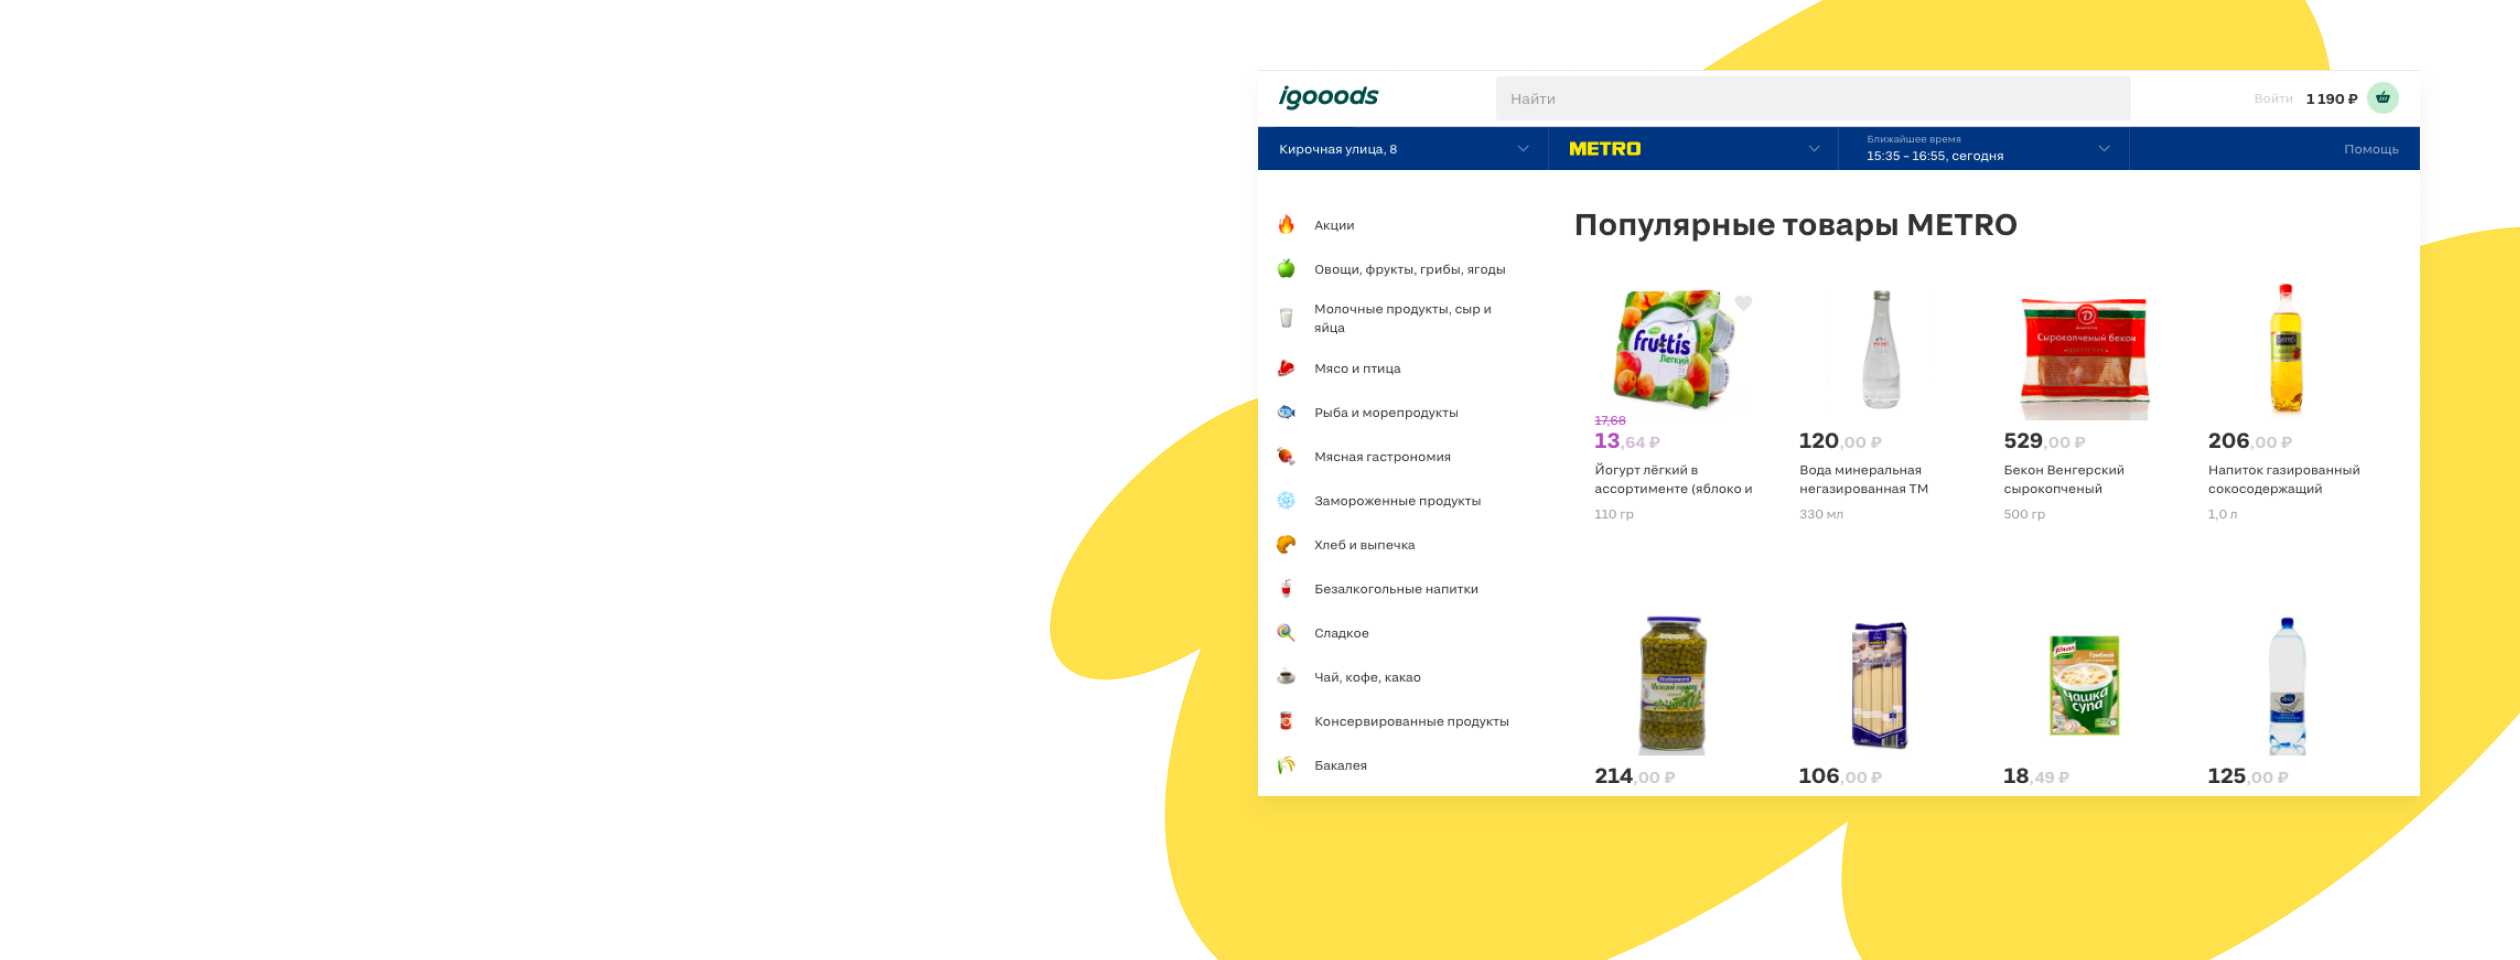 igooods
Найти
Войти 1 190 ₽
Кирочная улица, 8
METRO
Ближайшее время
15:35 – 16:55, сегодня
Помощь
Акции
Овощи, фрукты, грибы, ягоды
Молочные продукты, сыр и
яйца
Мясо и птица
Рыба и морепродукты
Мясная гастрономия
Замороженные продукты
Хлеб и выпечка
Безалкогольные напитки
Сладкое
Чай, кофе, какао
Консервированные продукты
Бакалея
Популярные товары METRO
fruttis
Легкий
17,68
13,64 ₽
Йогурт лёгкий в
ассортименте (яблоко и
110 гр
120,00 ₽
Вода минеральная
негазированная ТМ
330 мл
Сырокопченый бекон
529,00 ₽
Бекон Венгерский
сырокопченый
500 гр
206,00 ₽
Напиток газированный
сокосодержащий
1,0 л
214,00 ₽
106,00 ₽
Knorr
Грибной
Чашка
супа
18,49 ₽
125,00 ₽